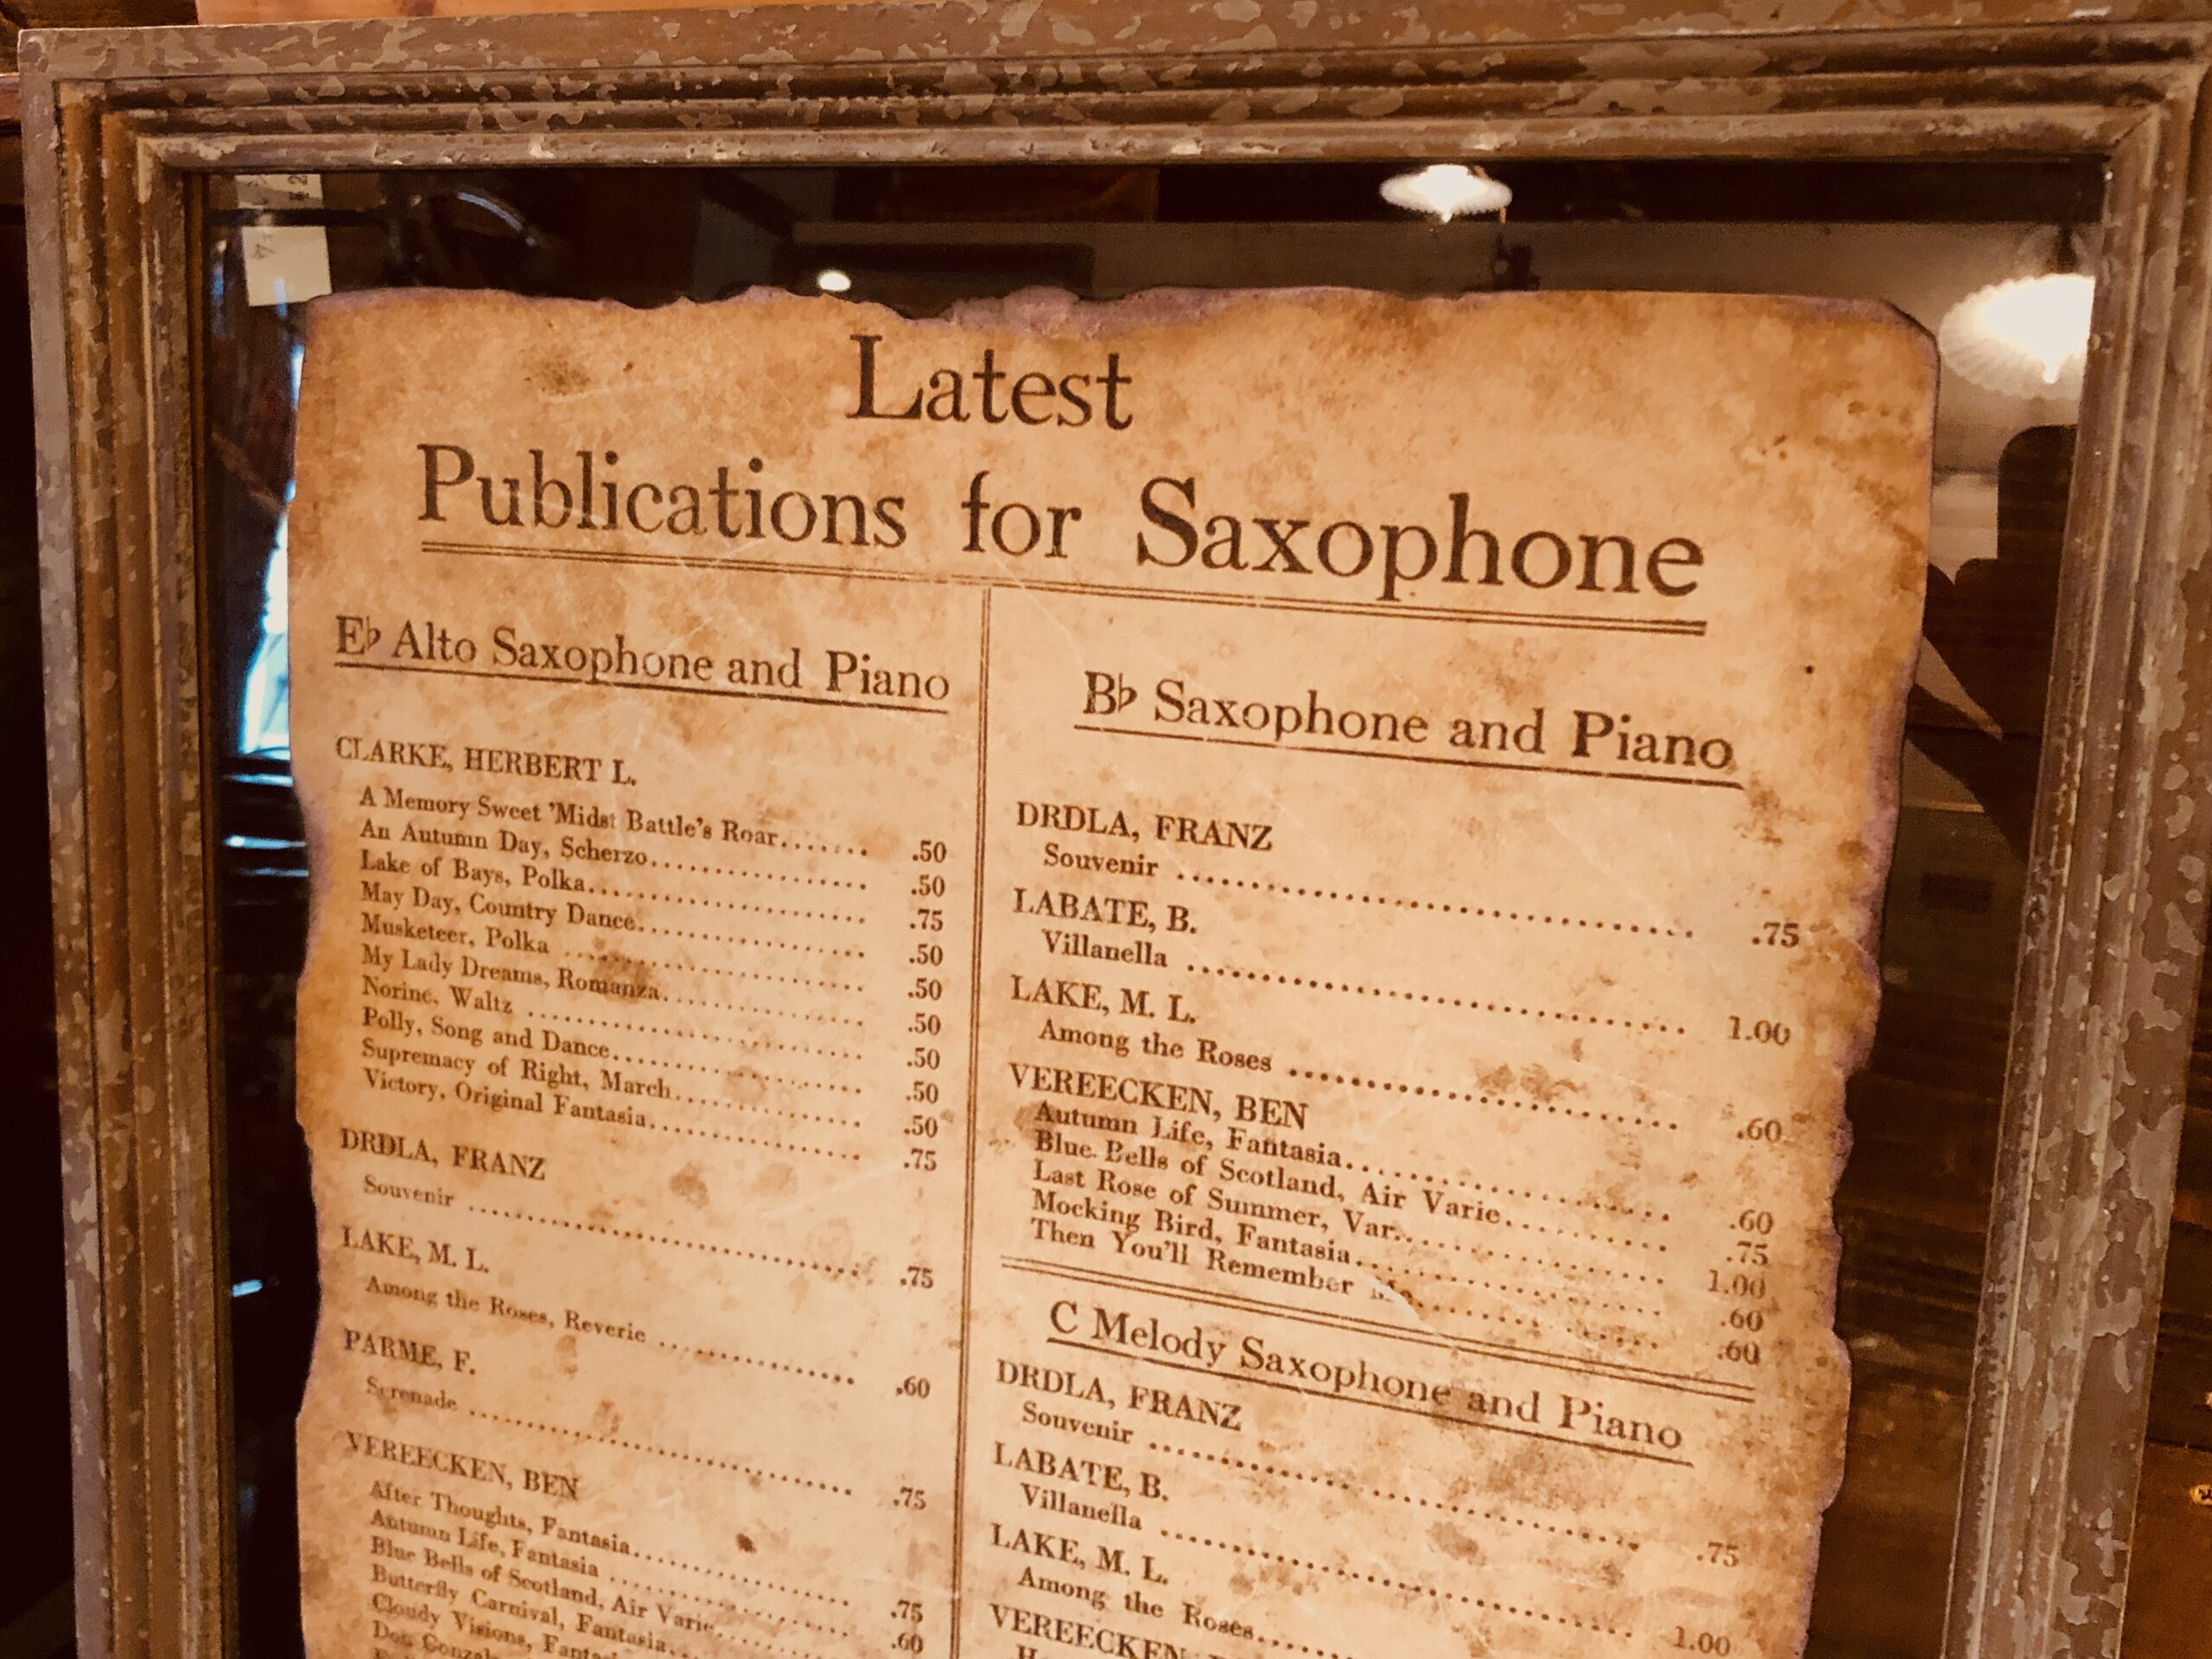 Latest
Publications for Saxophone
E♭ Alto Saxophone and Piano
CLARKE, HERBERT L.
A Memory Sweet 'Midst Battle's Roar....... .50
An Autumn Day, Scherzo................. .50
Lake of Bays, Polka..................... .75
May Day, Country Dance................. .50
Musketeer, Polka ...................... .50
My Lady Dreams, Romanza............... .50
Norine, Waltz ......................... .50
Polly, Song and Dance................... .50
Supremacy of Right, March............... .50
Victory, Original Fantasia................. .75
DRDLA, FRANZ
Souvenir .............................. .75
LAKE, M. L.
Among the Roses, Reverie ............... .60
PARME, F.
Serenade .............................. .75
VEREECKEN, BEN
After Thoughts, Fantasia................. .75
Autumn Life, Fantasia .................. .60
Blue Bells of Scotland, Air Varie..........
Butterfly Carnival, Fantasia..
Cloudy Visions,
Don
B♭ Saxophone and Piano
DRDLA, FRANZ
Souvenir .............................. .75
LABATE, B.
Villanella .............................. 1.00
LAKE, M. L.
Among the Roses ....................... .60
VEREECKEN, BEN
Autumn Life, Fantasia................... .60
Blue Bells of Scotland, Air Varie.......... .75
Last Rose of Summer, Var................ 1.00
Mocking Bird, Fantasia.................. .60
Then You'll Remember Me.............. .60
C Melody Saxophone and Piano
DRDLA, FRANZ
Souvenir .............................. .75
LABATE, B.
Villanella .............................. 1.00
LAKE, M. L.
Among the Roses......
VEREECKEN,